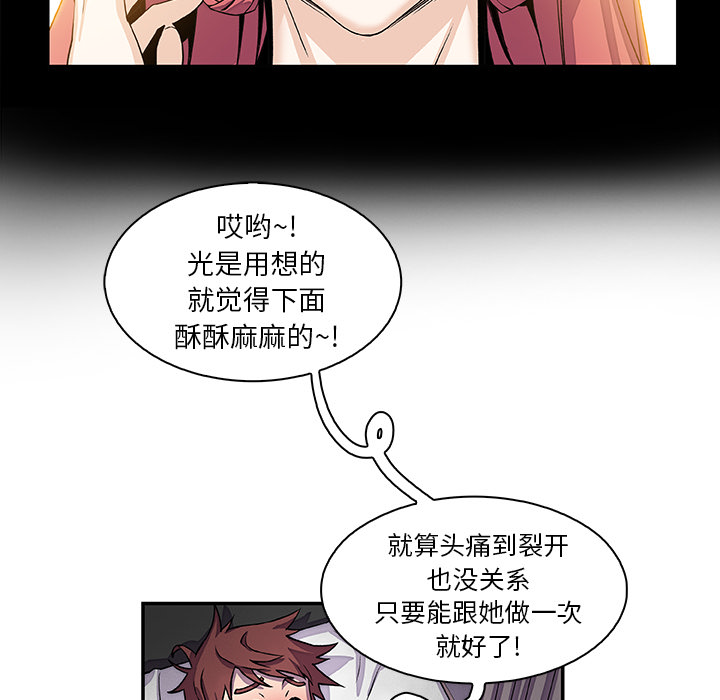 哎哟~!
光是用想的
就觉得下面
酥酥麻麻的~!
就算头痛到裂开
也没关系
只要能跟她做一次
就好了!